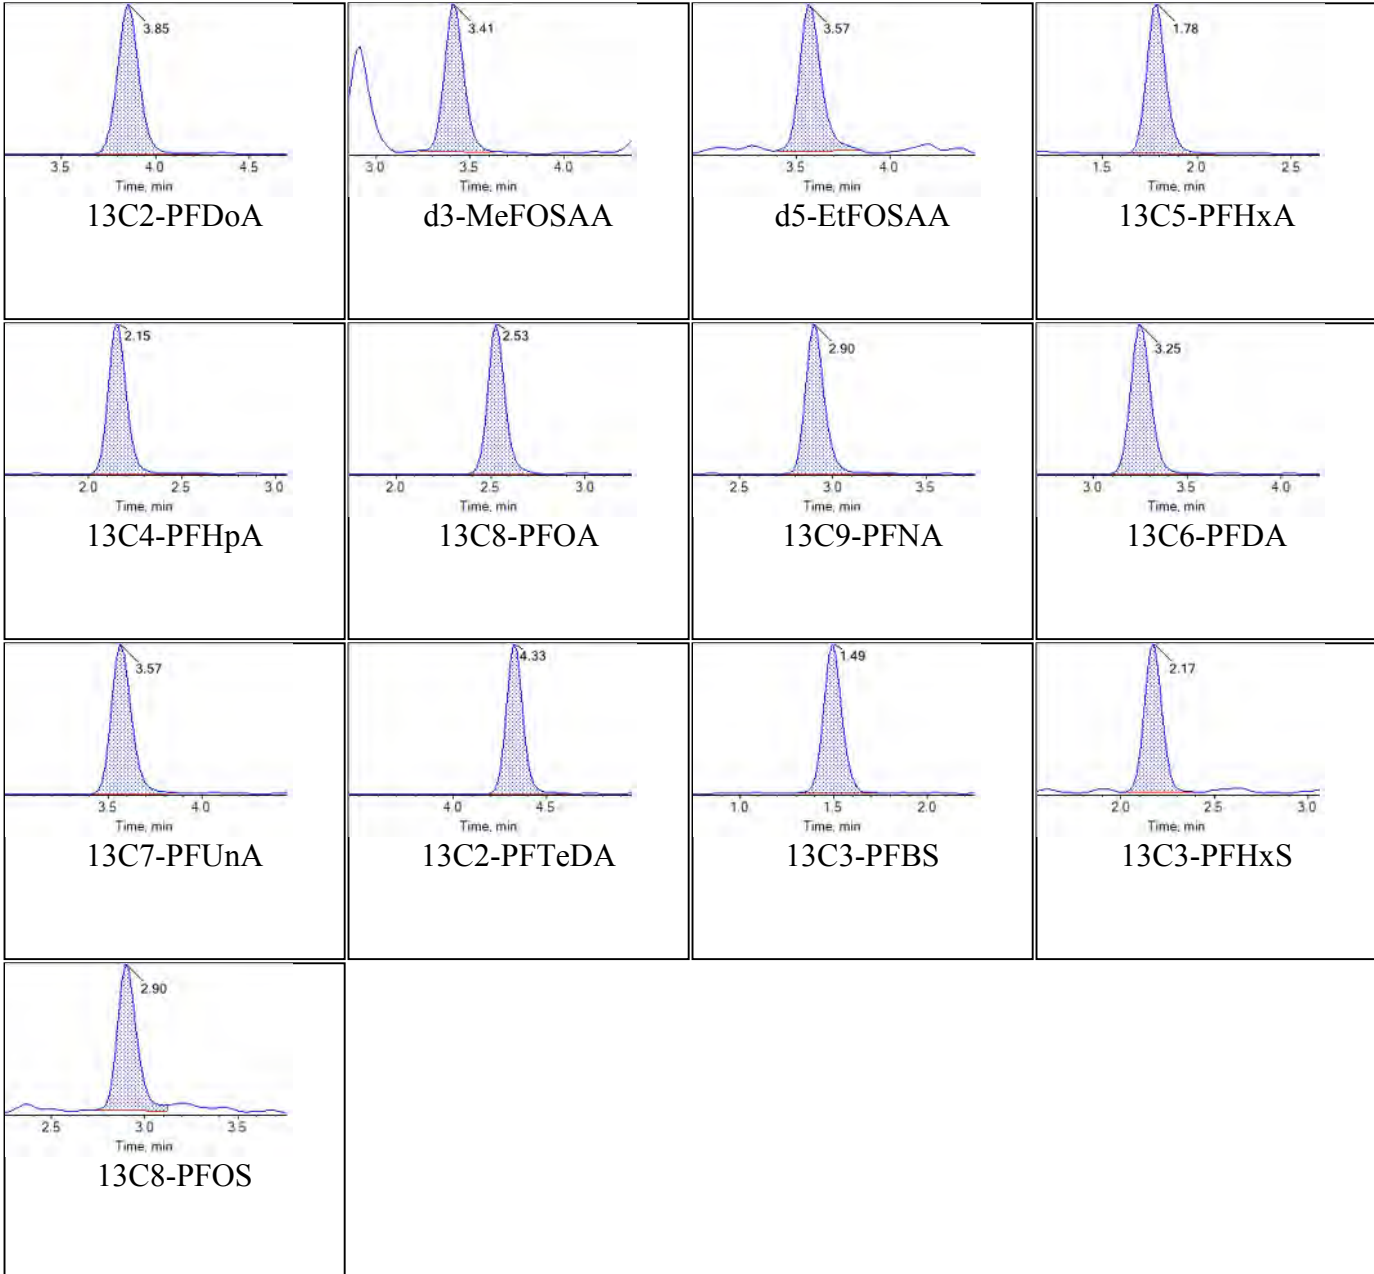 3.85
3.5 4.0 4.5
Time, min
13C2-PFDoA
3.41
3.0 3.5 4.0
Time, min
d3-MeFOSAA
3.57
3.5 4.0
Time, min
d5-EtFOSAA
1.78
1.5 2.0 2.5
Time, min
13C5-PFHxA
2.15
2.0 2.5 3.0
Time, min
13C4-PFHpA
2.53
2.0 2.5 3.0
Time, min
13C8-PFOA
2.90
2.5 3.0 3.5
Time, min
13C9-PFNA
3.25
3.0 3.5 4.0
Time, min
13C6-PFDA
3.57
3.5 4.0
Time, min
13C7-PFUnA
4.33
4.0 4.5
Time, min
13C2-PFTeDA
1.49
1.0 1.5 2.0
Time, min
13C3-PFBS
2.17
2.0 2.5 3.0
Time, min
13C3-PFHxS
2.90
2.5 3.0 3.5
Time, min
13C8-PFOS